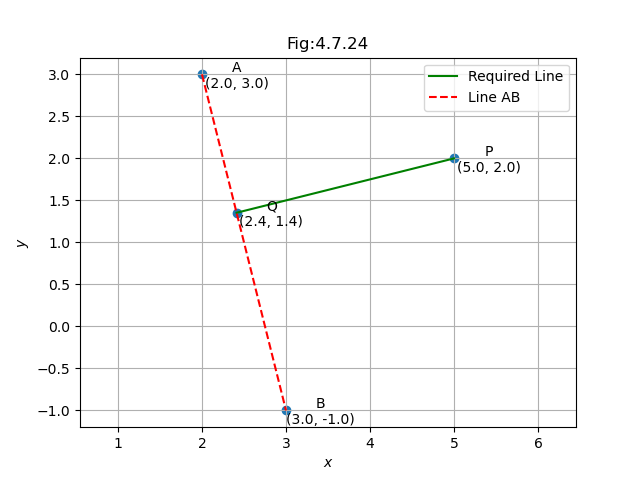 Fig:4.7.24
Required Line
Line AB
A
(2.0, 3.0)
P
(5.0, 2.0)
Q
(2.4, 1.4)
B
(3.0, -1.0)
3.0
2.5
2.0
1.5
1.0
0.5
0.0
−0.5
−1.0
y
1 2 3 4 5 6
x